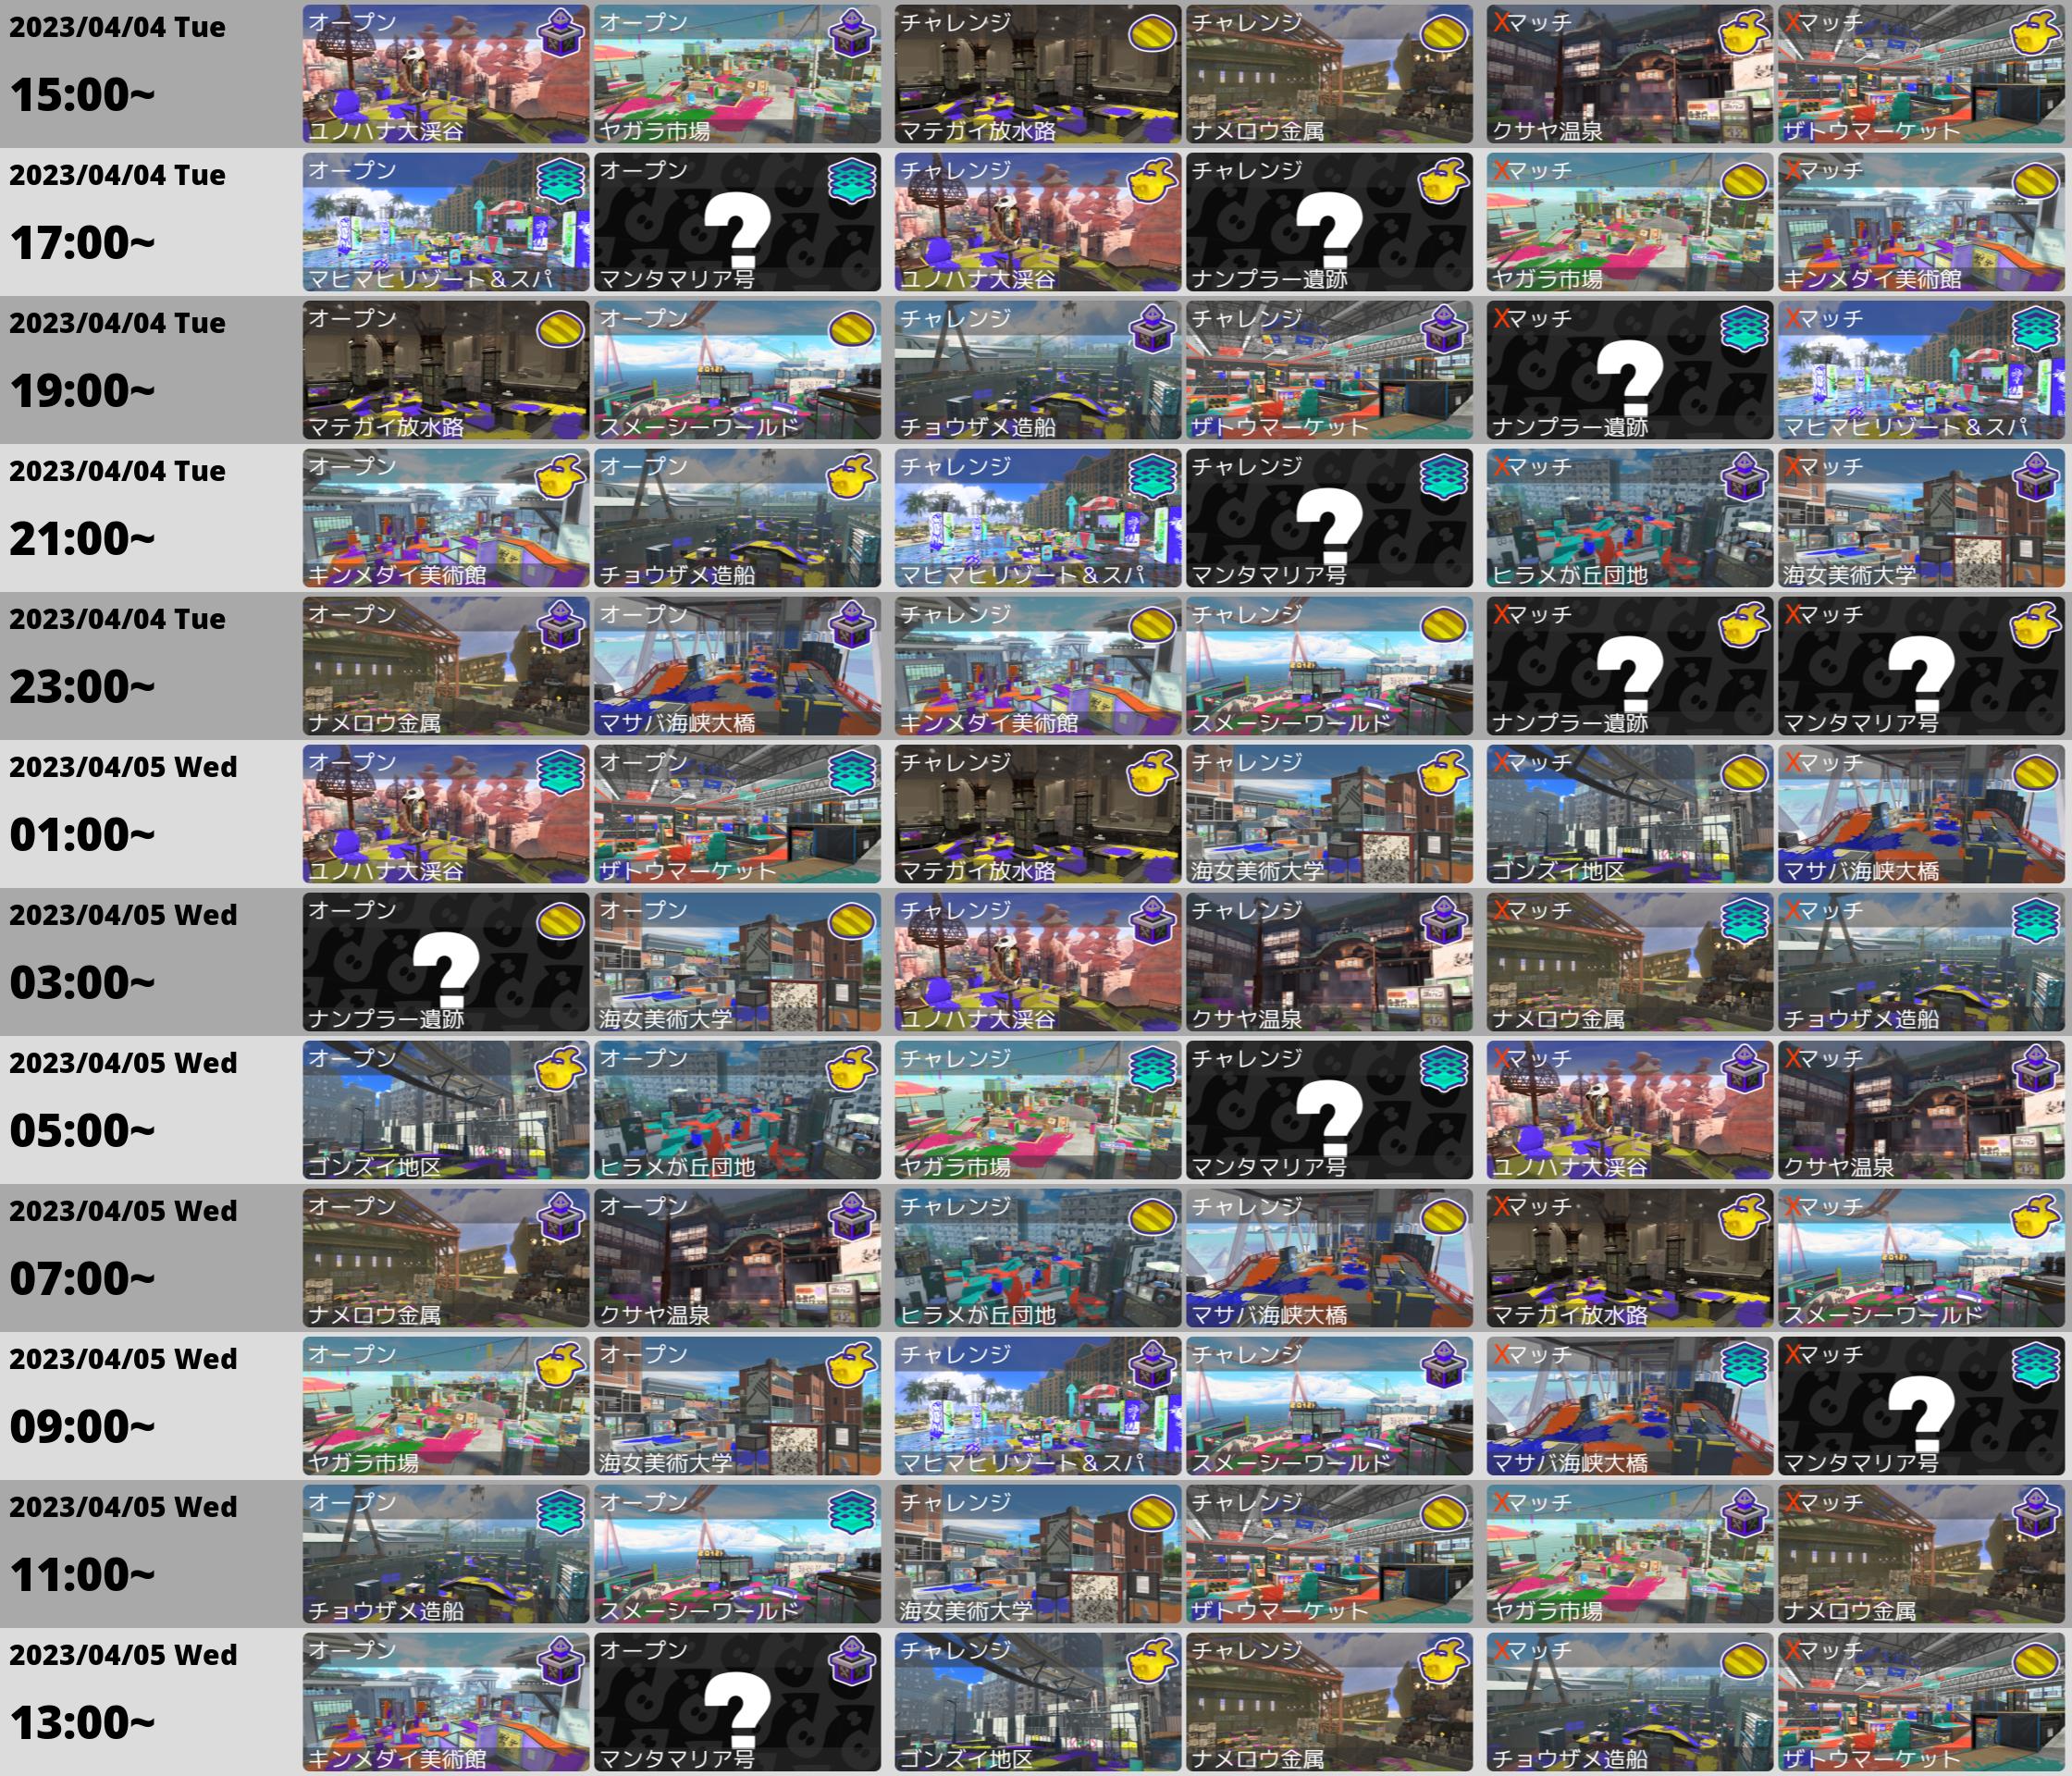 2023/04/04 Tue
15:00~
オープン
ユノハナ大渓谷
オープン
ヤガラ市場
チャレンジ
マテガイ放水路
チャレンジ
ナメロウ金属
Xマッチ
クサヤ温泉
Xマッチ
ザトウマーケット
2023/04/04 Tue
17:00~
オープン
マヒマヒリゾート&スパ
オープン
?
マンタマリア号
チャレンジ
ユノハナ大渓谷
チャレンジ
?
ナンプラー遺跡
Xマッチ
ヤガラ市場
Xマッチ
キンメダイ美術館
2023/04/04 Tue
19:00~
オープン
マテガイ放水路
オープン
スメーシーワールド
チャレンジ
チョウザメ造船
チャレンジ
ザトウマーケット
Xマッチ
?
ナンプラー遺跡
Xマッチ
マヒマヒリゾート&スパ
2023/04/04 Tue
21:00~
オープン
キンメダイ美術館
オープン
チョウザメ造船
チャレンジ
マヒマヒリゾート&スパ
チャレンジ
?
マンタマリア号
Xマッチ
ヒラメが丘団地
Xマッチ
海女美術大学
2023/04/04 Tue
23:00~
オープン
ナメロウ金属
オープン
マサバ海峡大橋
チャレンジ
キンメダイ美術館
チャレンジ
スメーシーワールド
Xマッチ
?
ナンプラー遺跡
Xマッチ
?
マンタマリア号
2023/04/05 Wed
01:00~
オープン
ユノハナ大渓谷
オープン
ザトウマーケット
チャレンジ
マテガイ放水路
チャレンジ
海女美術大学
Xマッチ
ゴンズイ地区
Xマッチ
マサバ海峡大橋
2023/04/05 Wed
03:00~
オープン
?
ナンプラー遺跡
オープン
海女美術大学
チャレンジ
ユノハナ大渓谷
チャレンジ
クサヤ温泉
Xマッチ
ナメロウ金属
Xマッチ
チョウザメ造船
2023/04/05 Wed
05:00~
オープン
ゴンズイ地区
オープン
ヒラメが丘団地
チャレンジ
ヤガラ市場
チャレンジ
?
マンタマリア号
Xマッチ
ユノハナ大渓谷
Xマッチ
クサヤ温泉
2023/04/05 Wed
07:00~
オープン
ナメロウ金属
オープン
クサヤ温泉
チャレンジ
ヒラメが丘団地
チャレンジ
マサバ海峡大橋
Xマッチ
マテガイ放水路
Xマッチ
スメーシーワールド
2023/04/05 Wed
09:00~
オープン
ヤガラ市場
オープン
海女美術大学
チャレンジ
マヒマヒリゾート&スパ
チャレンジ
スメーシーワールド
Xマッチ
マサバ海峡大橋
Xマッチ
?
マンタマリア号
2023/04/05 Wed
11:00~
オープン
チョウザメ造船
オープン
スメーシーワールド
チャレンジ
海女美術大学
チャレンジ
ザトウマーケット
Xマッチ
ヤガラ市場
Xマッチ
ナメロウ金属
2023/04/05 Wed
13:00~
オープン
キンメダイ美術館
オープン
?
マンタマリア号
チャレンジ
ゴンズイ地区
チャレンジ
ナメロウ金属
Xマッチ
チョウザメ造船
Xマッチ
ザトウマーケット